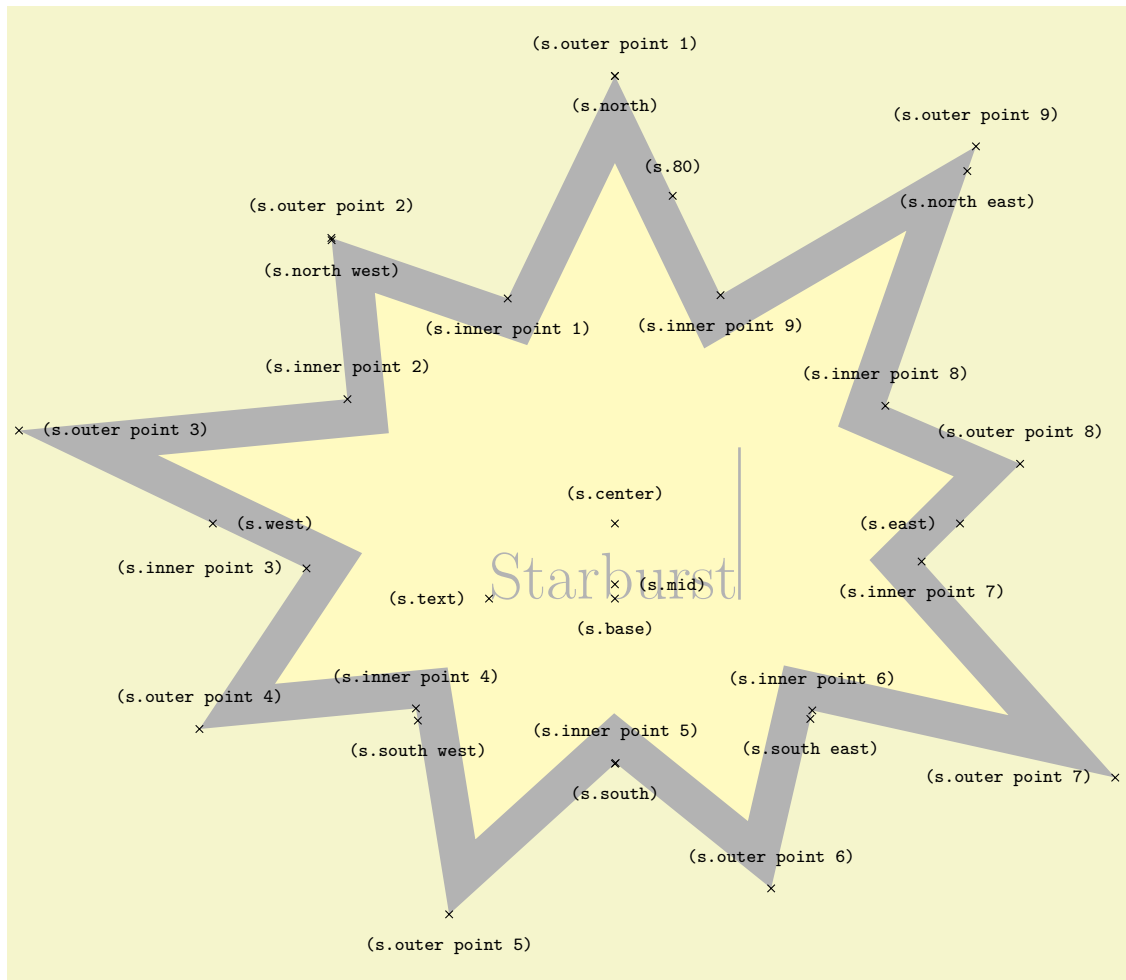 (s.outer point 1)
(s.north)
(s.outer point 9)
(s.80)
(s.north east)
(s.outer point 2)
(s.north west)
(s.inner point 1)
(s.inner point 9)
(s.inner point 2)
(s.inner point 8)
(s.outer point 3)
(s.outer point 8)
(s.center)
(s.west)
(s.east)
(s.inner point 3)
Starburst
(s.mid)
(s.inner point 7)
(s.text)
(s.base)
(s.inner point 4)
(s.inner point 6)
(s.outer point 4)
(s.inner point 5)
(s.south west)
(s.south east)
(s.outer point 7)
(s.south)
(s.outer point 6)
(s.outer point 5)